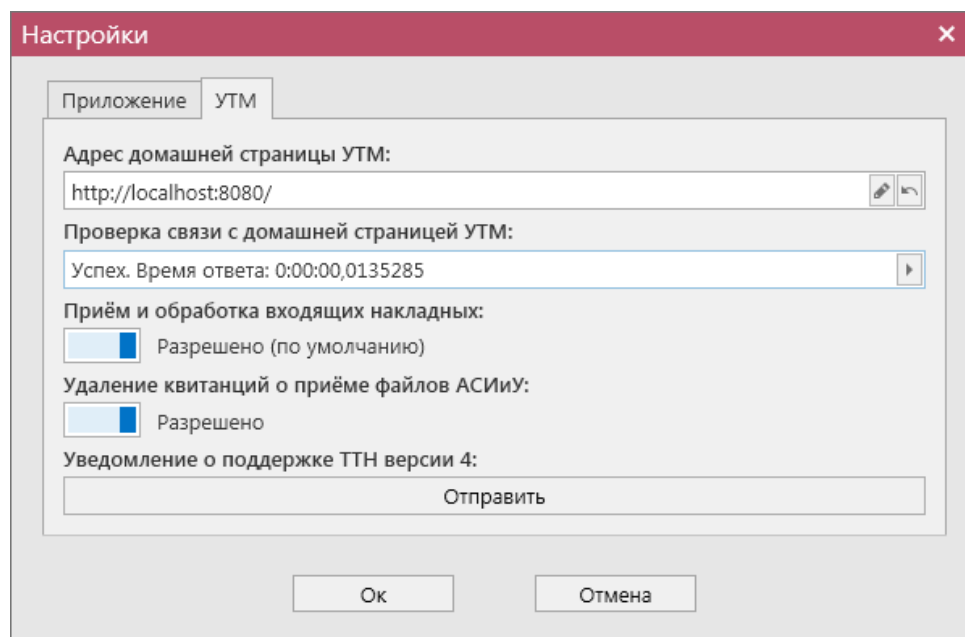 Настройки
Приложение УТМ
Адрес домашней страницы УТМ:
http://localhost:8080/
Проверка связи с домашней страницей УТМ:
Успех. Время ответа: 0:00:00,0135285
Приём и обработка входящих накладных:
Разрешено (по умолчанию)
Удаление квитанций о приёме файлов АСИиУ:
Разрешено
Уведомление о поддержке ТТН версии 4:
Отправить
Ок Отмена